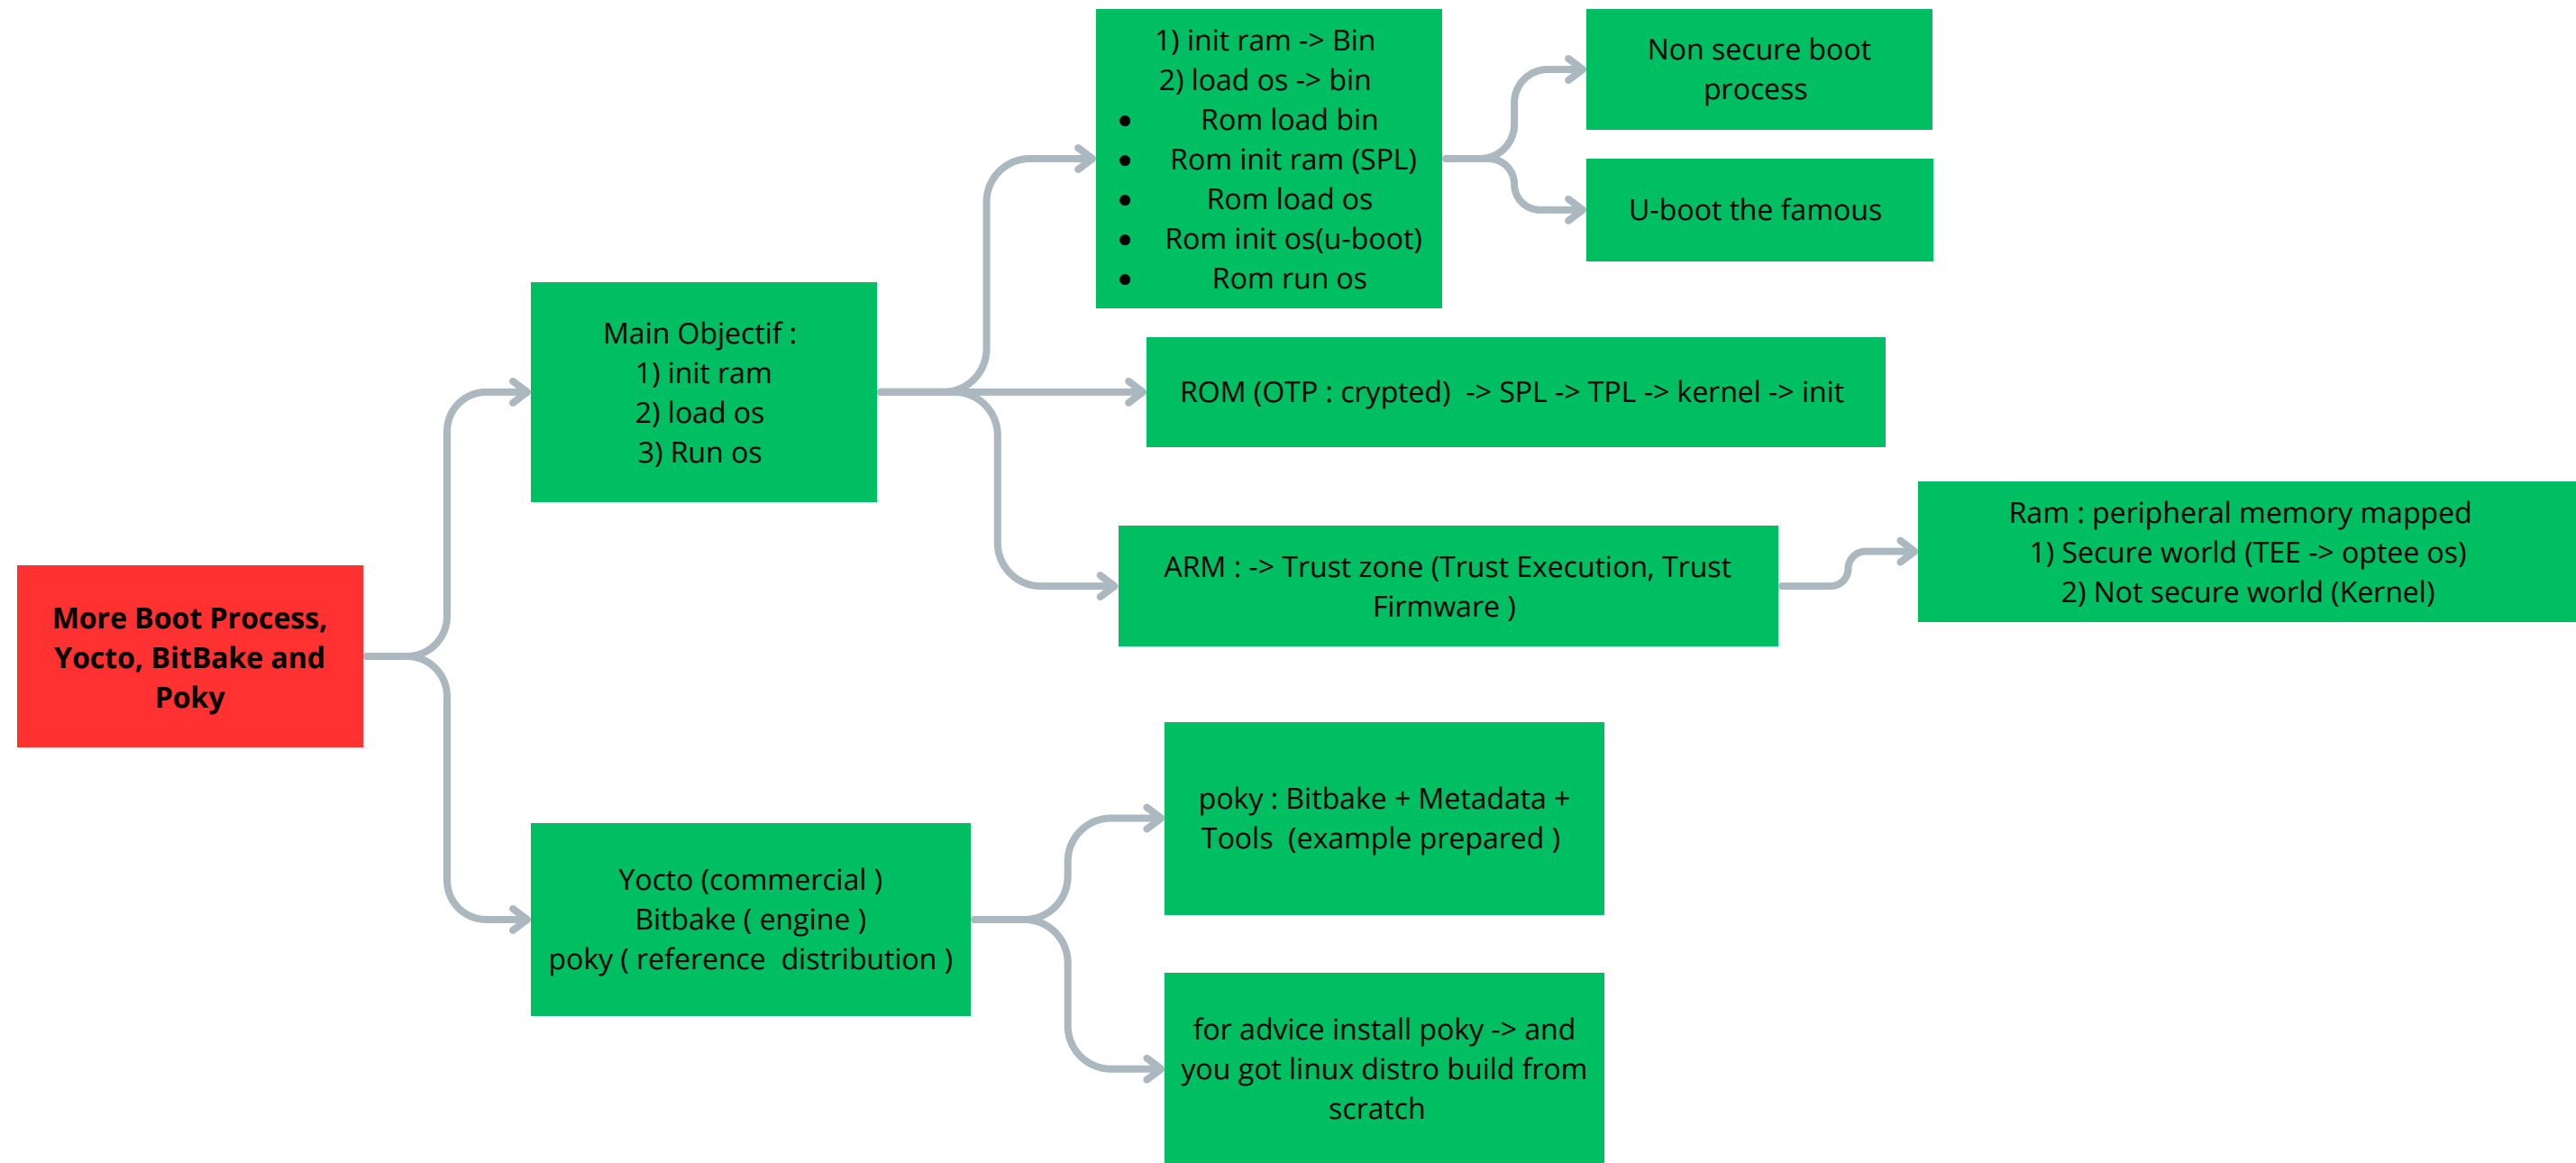 More Boot Process,
Yocto, BitBake and
Poky
Main Objectif :
1) init ram
2) load os
3) Run os
1) init ram -> Bin
2) load os -> bin
• Rom load bin
• Rom init ram (SPL)
• Rom load os
• Rom init os(u-boot)
• Rom run os
Non secure boot
process
U-boot the famous
ROM (OTP : crypted) -> SPL -> TPL -> kernel -> init
ARM : -> Trust zone (Trust Execution, Trust
Firmware )
Ram : peripheral memory mapped
1) Secure world (TEE -> optee os)
2) Not secure world (Kernel)
Yocto (commercial )
Bitbake ( engine )
poky ( reference distribution )
poky : Bitbake + Metadata +
Tools (example prepared )
for advice install poky -> and
you got linux distro build from
scratch